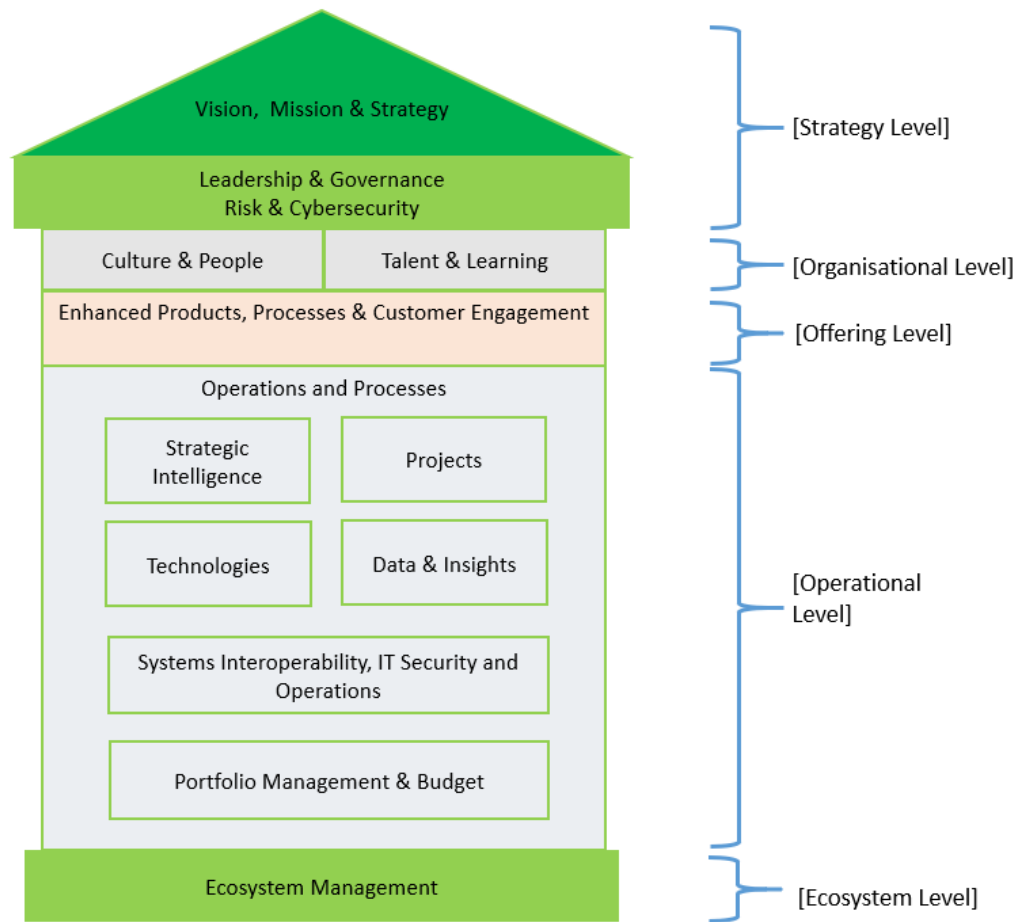 Vision, Mission & Strategy
[Strategy Level]
Leadership & Governance
Risk & Cybersecurity
Culture & People
Talent & Learning
[Organisational Level]
Enhanced Products, Processes & Customer Engagement
[Offering Level]
Operations and Processes
Strategic
Intelligence
Projects
Technologies
Data & Insights
[Operational
Level]
Systems Interoperability, IT Security and
Operations
Portfolio Management & Budget
Ecosystem Management
[Ecosystem Level]